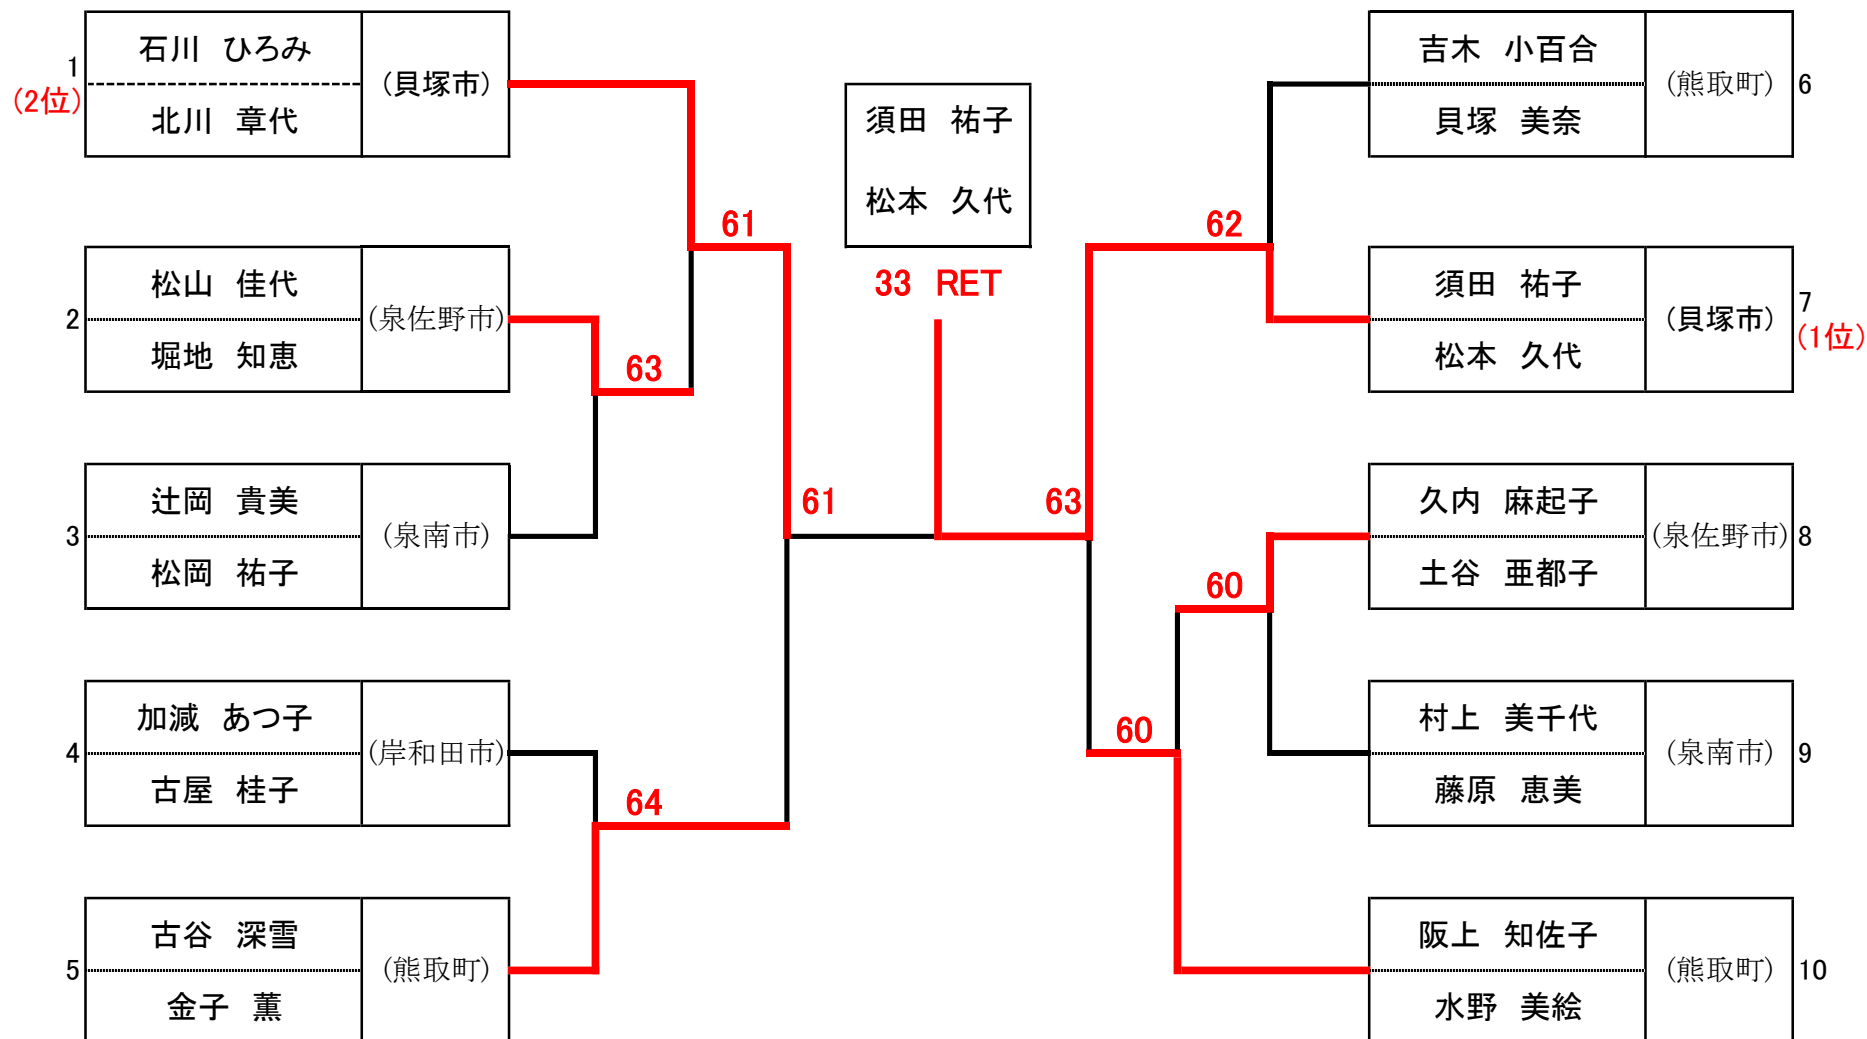 1
(2位)
石川 ひろみ
北川 章代
(貝塚市)
2
松山 佳代
堀地 知恵
(泉佐野市)
3
辻岡 貴美
松岡 祐子
(泉南市)
4
加減 あつ子
古屋 桂子
(岸和田市)
5
古谷 深雪
金子 薫
(熊取町)
61
63
61
64
須田 祐子
松本 久代
33 RET
62
63
60
60
吉木 小百合
貝塚 美奈
(熊取町)
6
須田 祐子
松本 久代
(貝塚市)
7
(1位)
久内 麻起子
土谷 亜都子
(泉佐野市)
8
村上 美千代
藤原 恵美
(泉南市)
9
阪上 知佐子
水野 美絵
(熊取町)
10